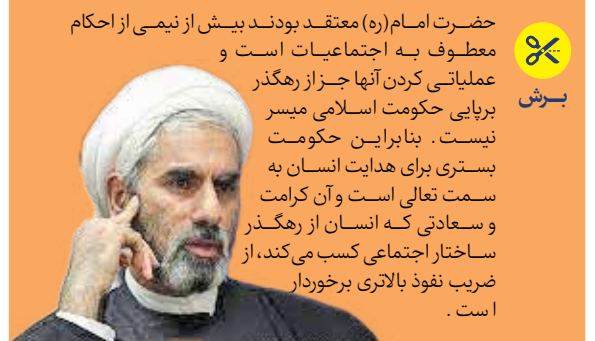 حضرت امام(ره) معتقد بودند بیش از نیمی از احکام
معطوف به اجتماعیات است و
عملیاتی کردن آنها جز از رهگذر
برپایی حکومت اسلامی میسر
نیست. بنابراین حکومت
بستری برای هدایت انسان به
سمت تعالی است و آن کرامت
و سعادتی که انسان از رهگذر
ساختار اجتماعی کسب می‌کند، از
ضریب نفوذ بالاتری برخوردار
است.
برش